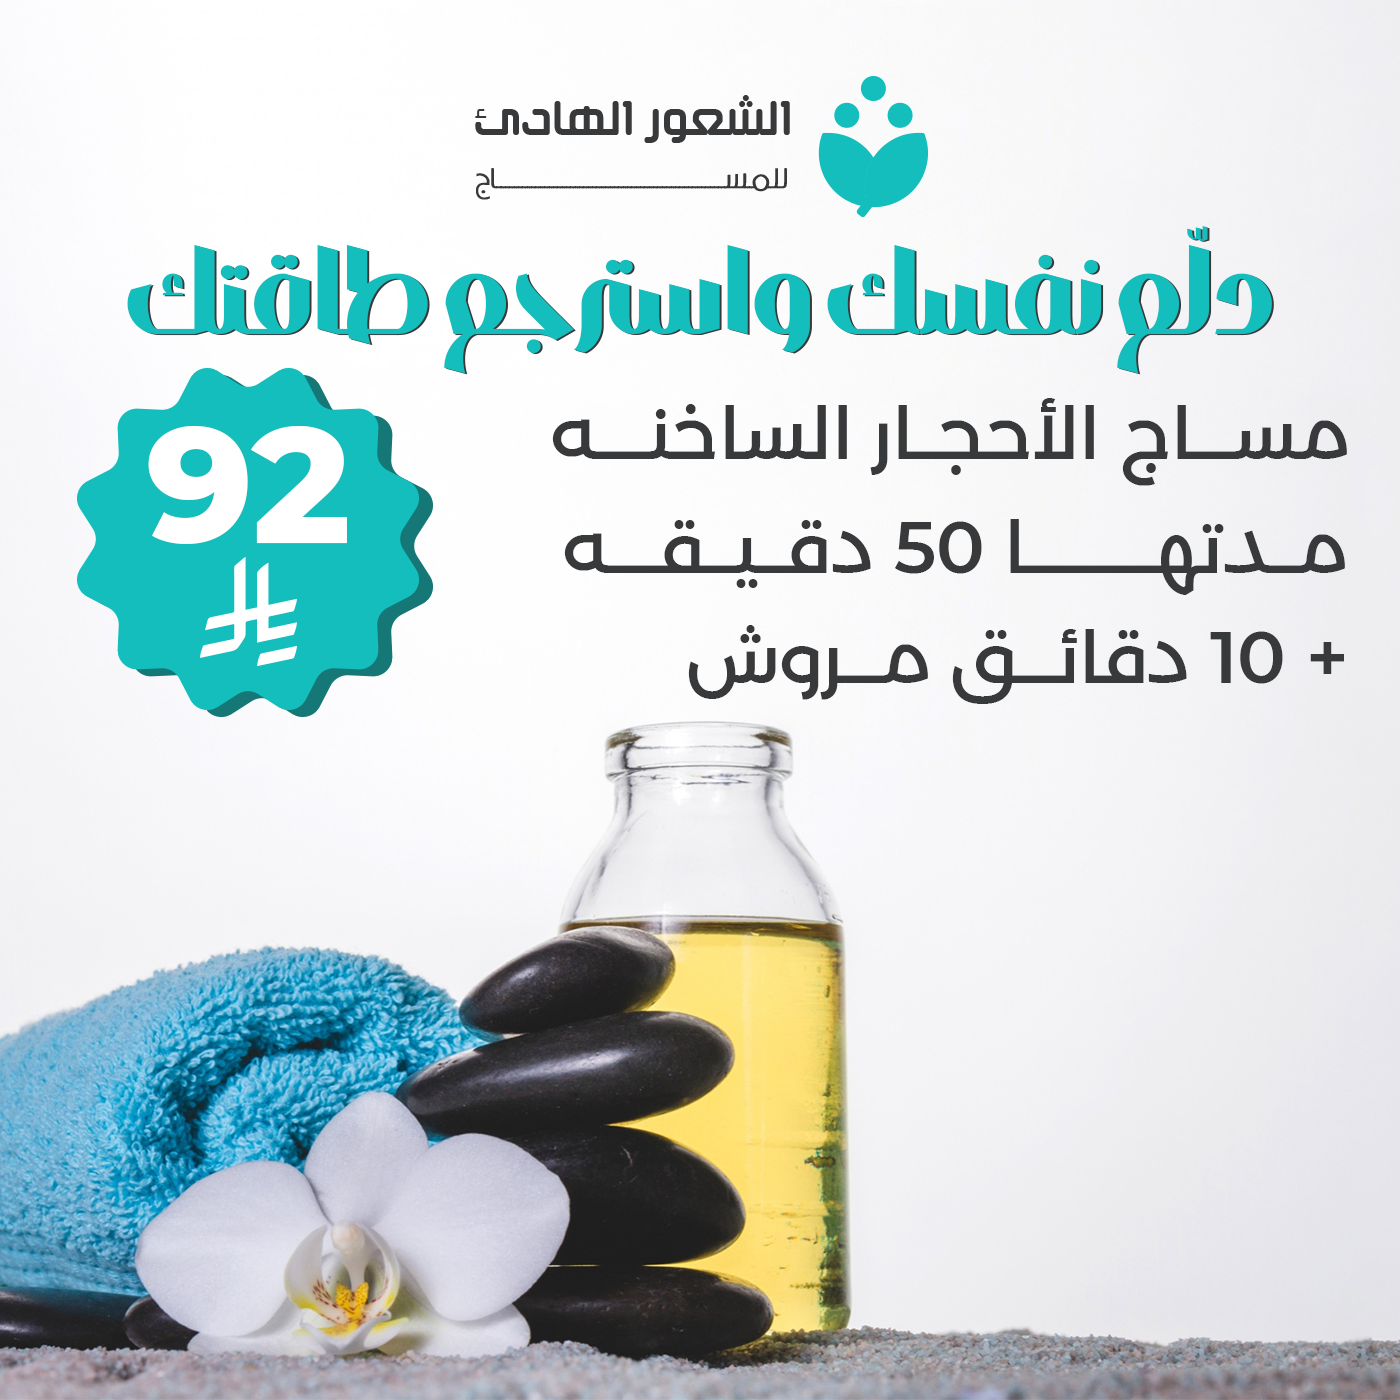 الشعور الهادئ
للمساج
دلّع نفسك واسترجع طاقتك
مساج الأحجار الساخنه
مدتها 50 دقيقه
+ 10 دقائق مروش
92
⃁